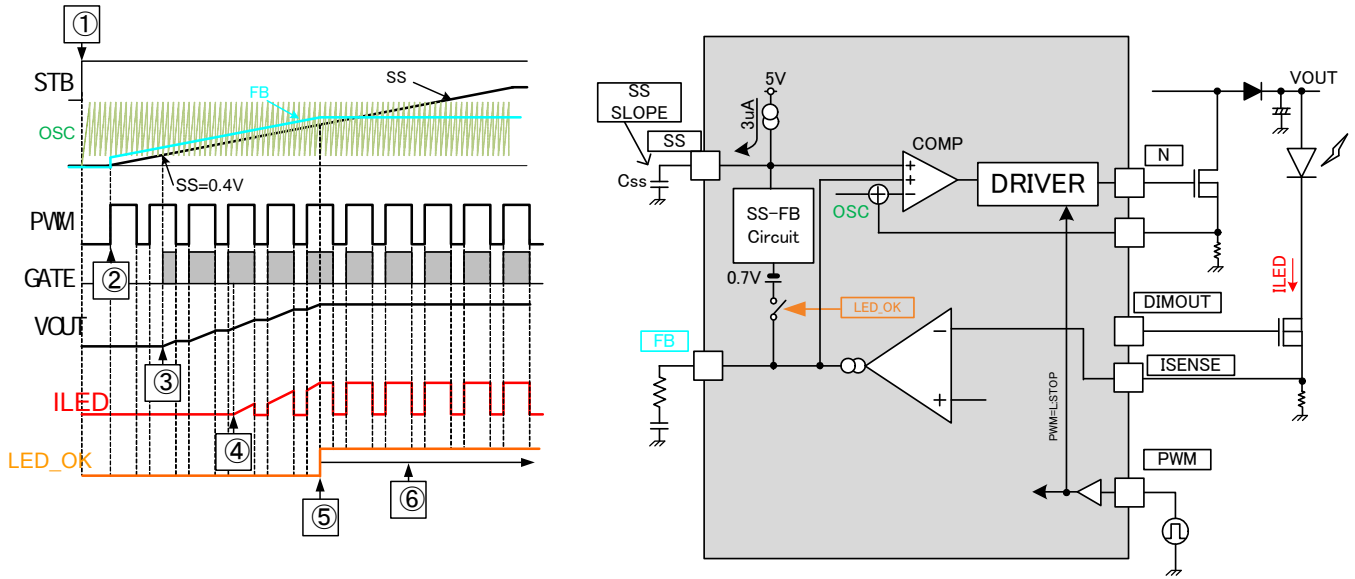 ①
STB
SS
FB
OSC
SS=0.4V
PWM
②
GATE
VOUT
③
ILED
④
LED_OK
⑤
⑥
SS
SLOPE
5V
3uA
SS
Css
COMP
DRIVER
OSC
SS-FB
Circuit
0.7V
LED_OK
FB
PWM=L:STOP
VOUT
N
ILED
DIMOUT
ISENSE
PWM